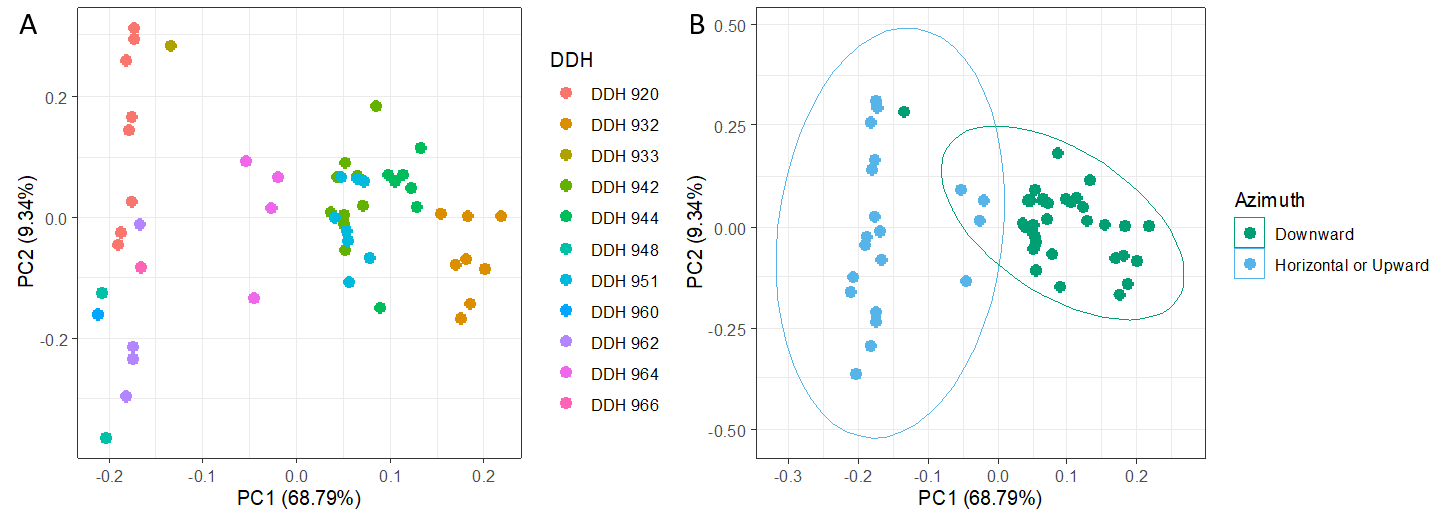 A
PC2 (9.34%)
0.2
0.0
-0.2
-0.2
-0.1
0.0
0.1
0.2
PC1 (68.79%)
DDH
DDH 920
DDH 932
DDH 933
DDH 942
DDH 944
DDH 948
DDH 951
DDH 960
DDH 962
DDH 964
DDH 966
B
PC2 (9.34%)
0.50
0.25
0.00
-0.25
-0.50
-0.3
-0.2
-0.1
0.0
0.1
0.2
PC1 (68.79%)
Azimuth
Downward
Horizontal or Upward